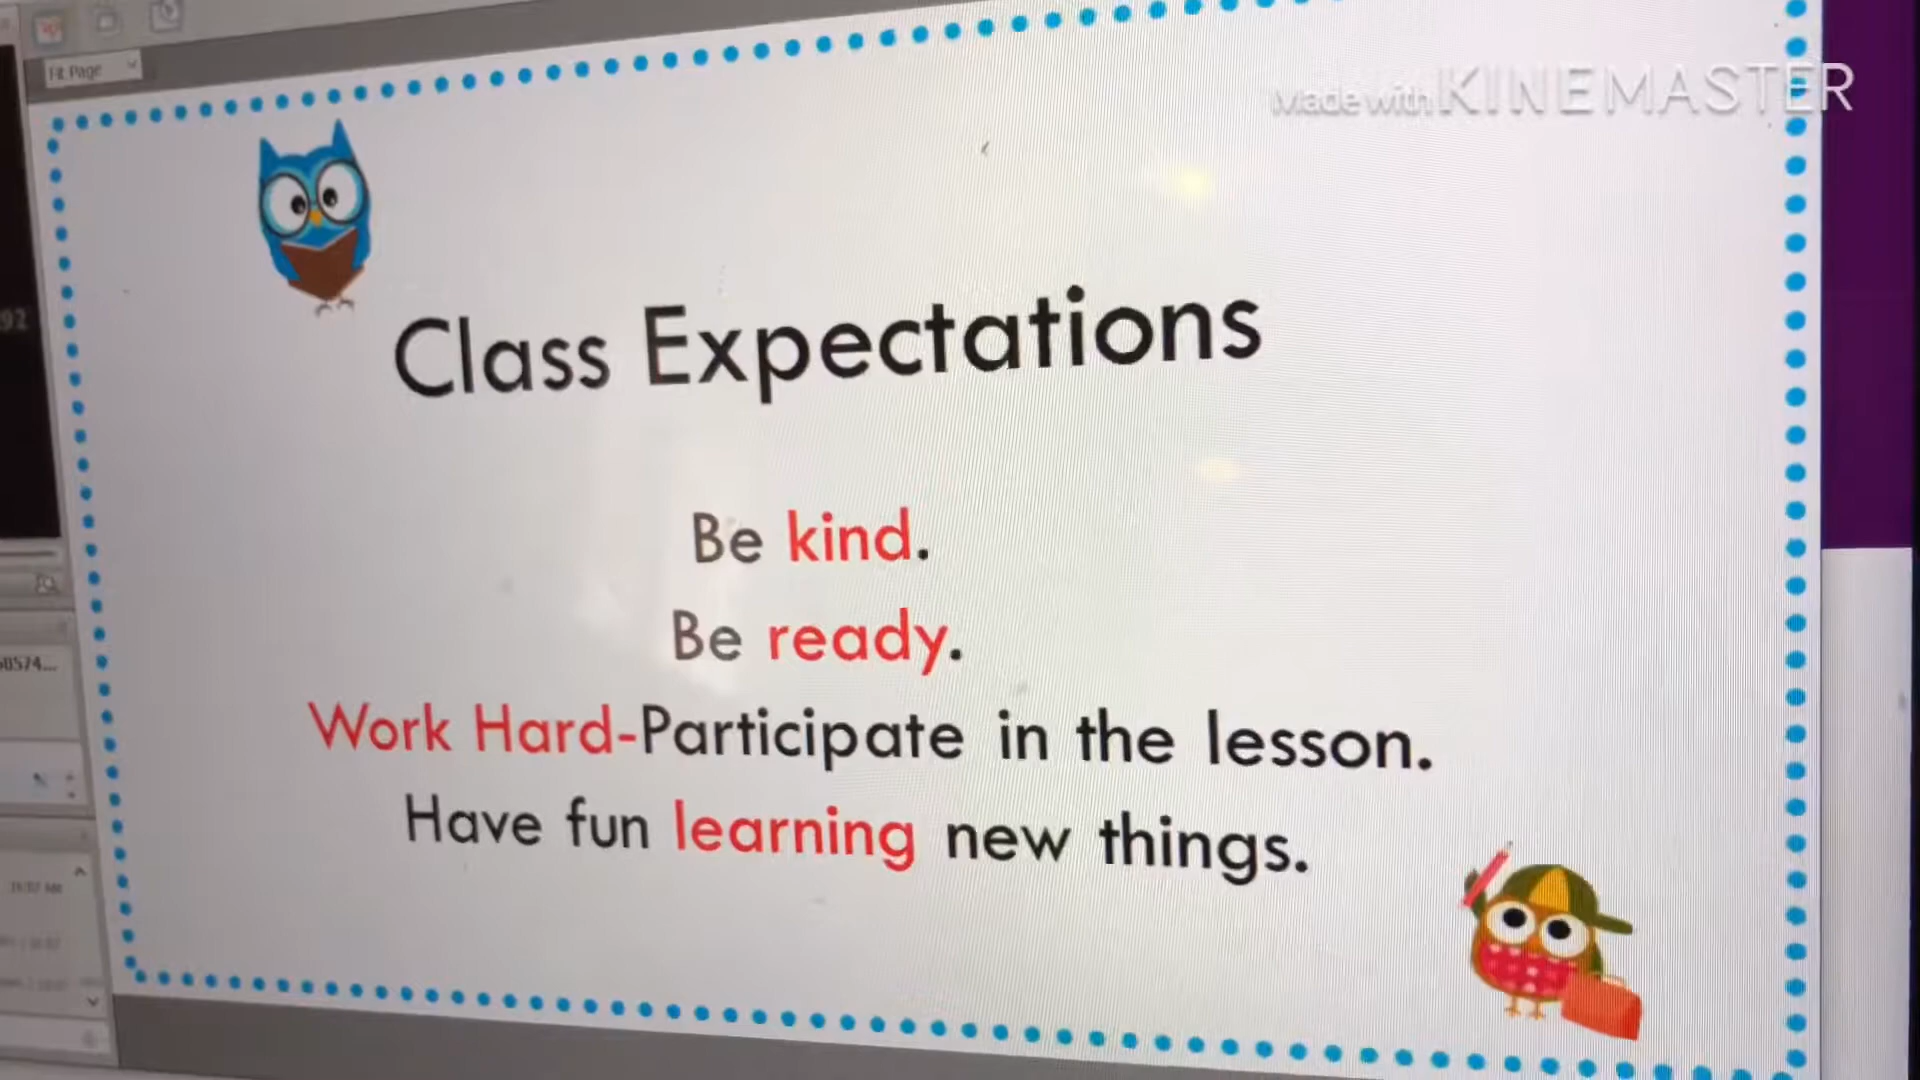 Fit Page
Made with KINEMASTER
92
Class Expectations
Be kind.
Be ready.
Work Hard-Participate in the lesson.
Have fun learning new things.